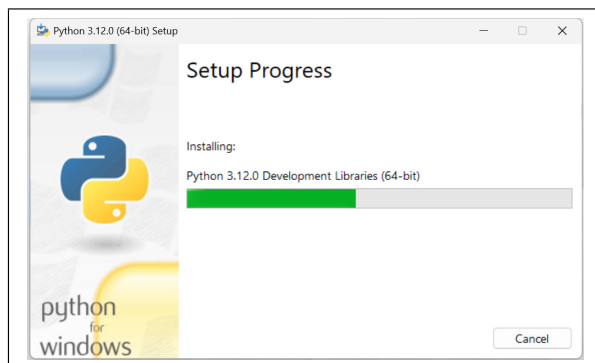 Python 3.12.0 (64-bit) Setup
Setup Progress
Installing:
Python 3.12.0 Development Libraries (64-bit)
python
for
windows
Cancel